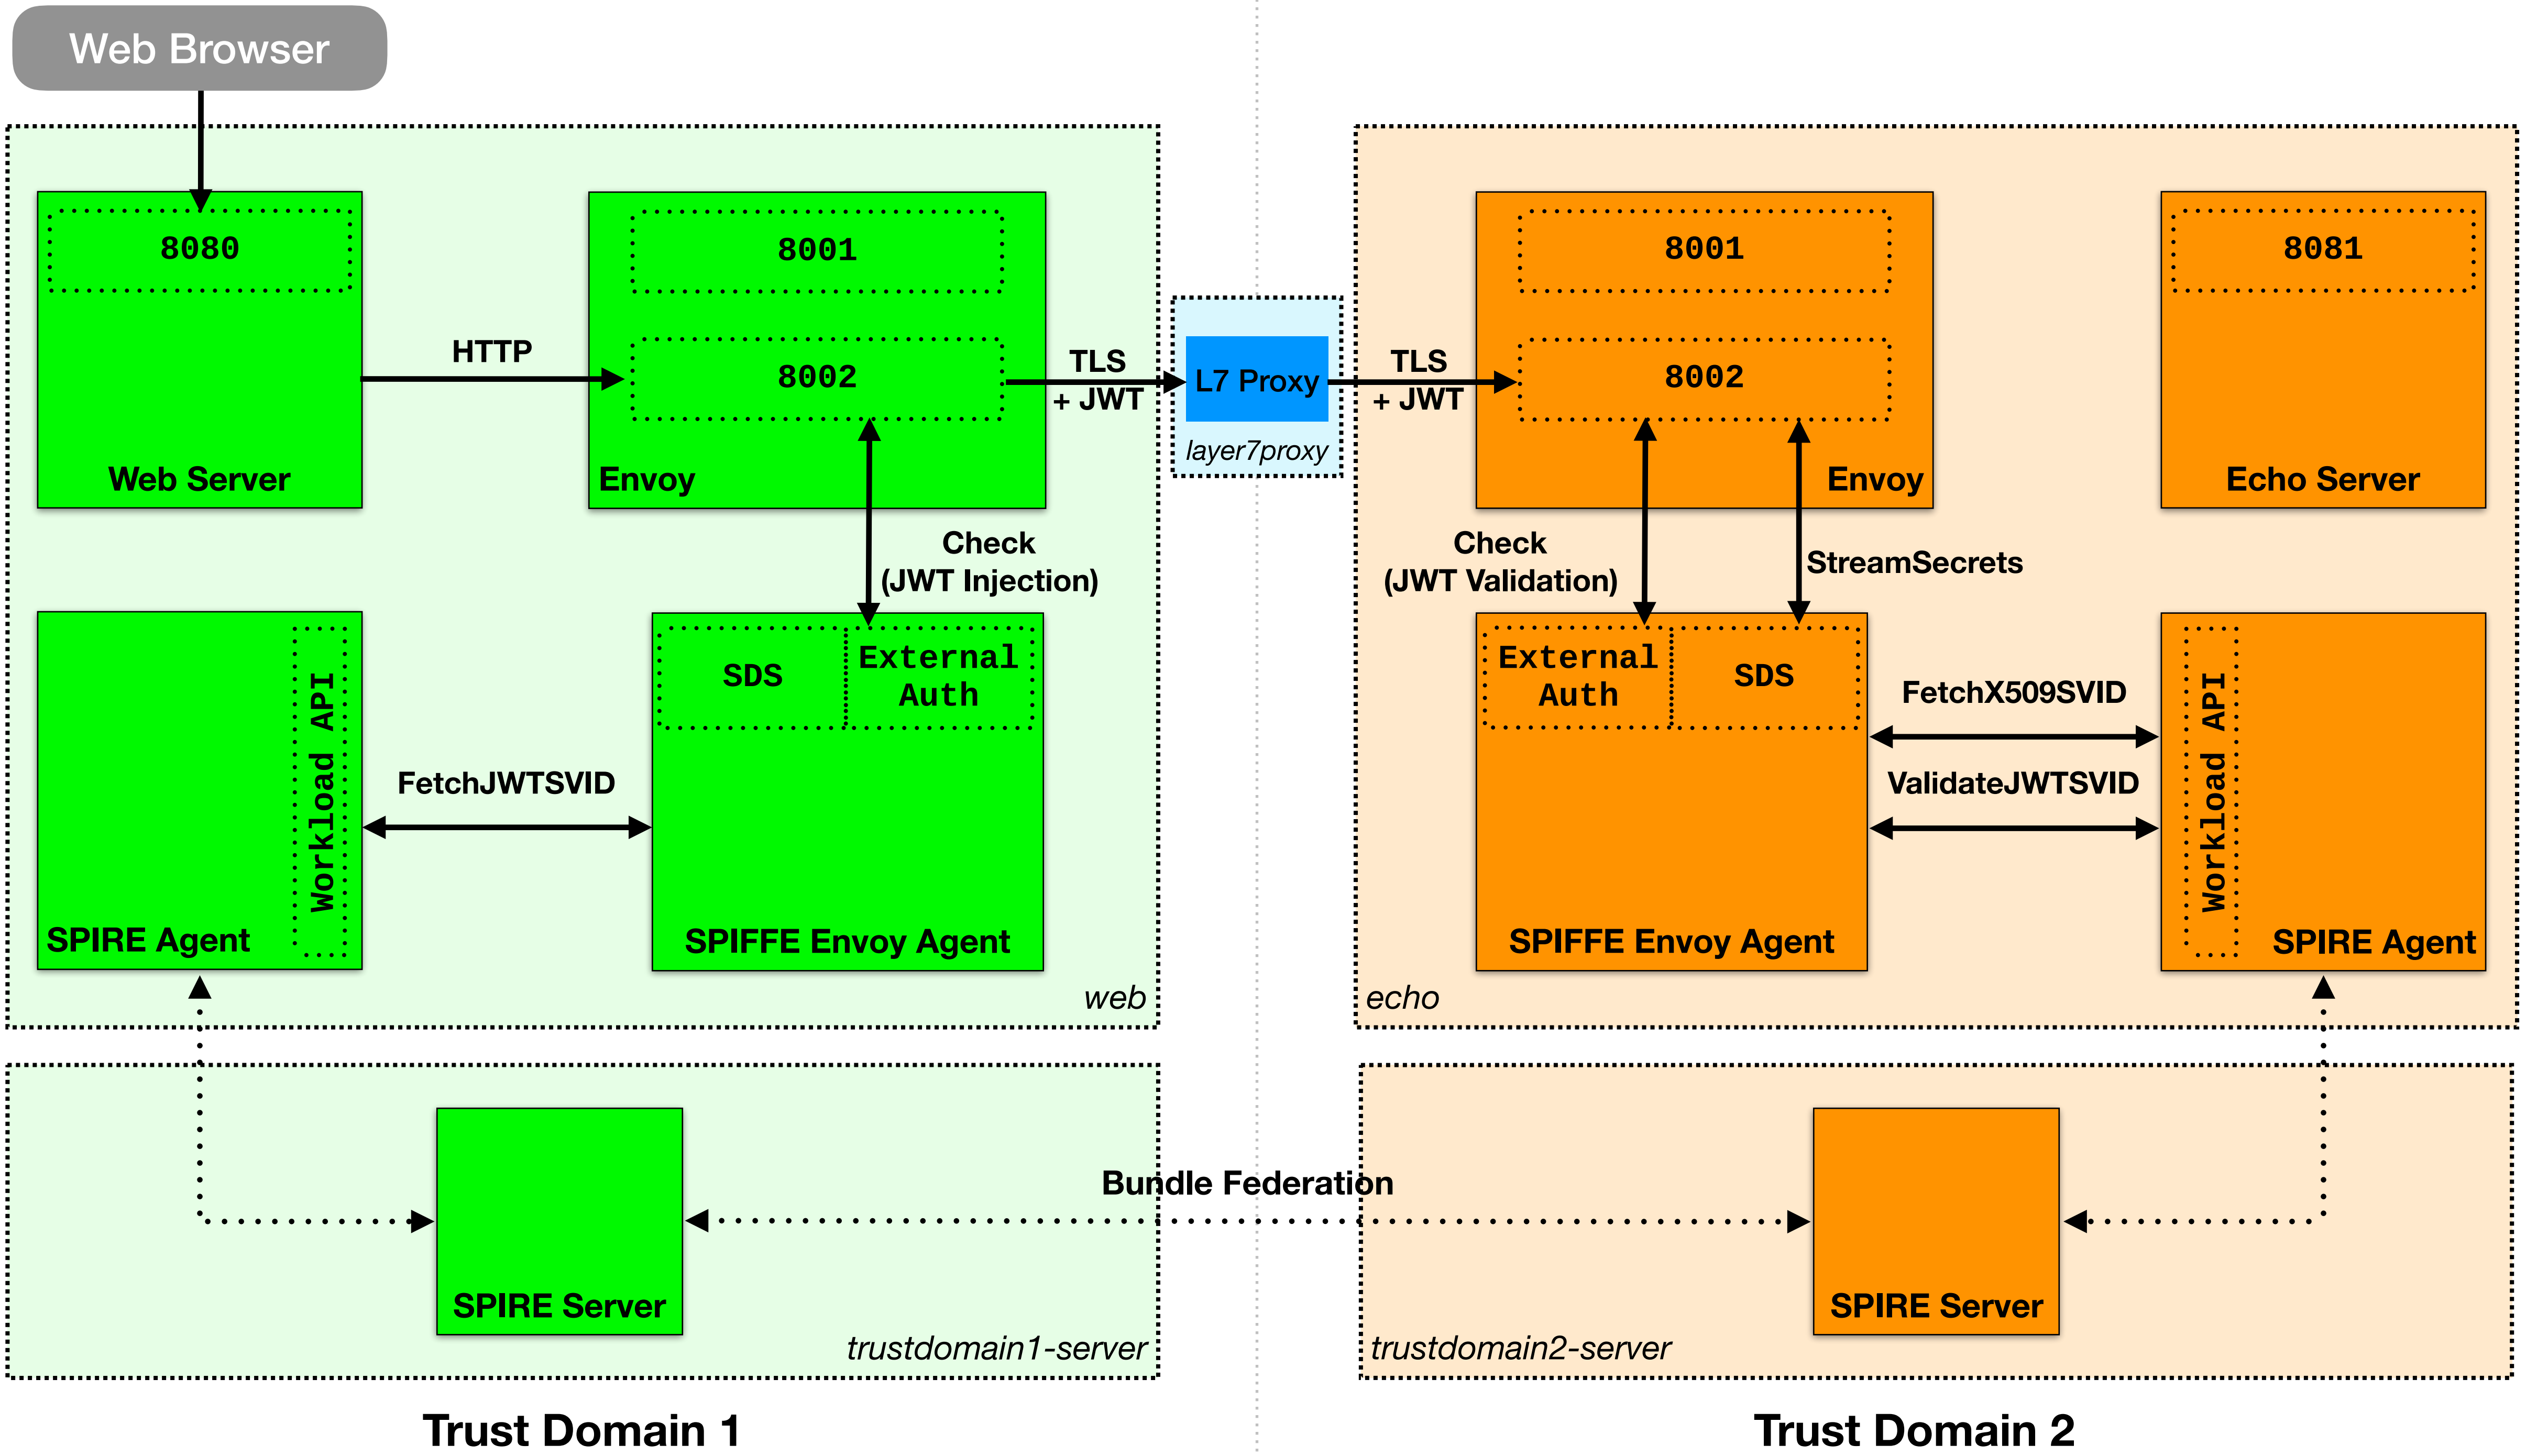 Web Browser
8080
Web Server
HTTP
8001
8002
Envoy
TLS
+ JWT
L7 Proxy
layer7proxy
TLS
+ JWT
8001
8002
Envoy
8081
Echo Server
Check
(JWT Injection)
Check
(JWT Validation)
StreamSecrets
Workload API
SPIRE Agent
FetchJWTSVID
SDS
External
Auth
SPIFFE Envoy Agent
web
External
Auth
SDS
SPIFFE Envoy Agent
FetchX509SVID
ValidateJWTSVID
Workload API
SPIRE Agent
echo
SPIRE Server
trustdomain1-server
Bundle Federation
SPIRE Server
trustdomain2-server
Trust Domain 1
Trust Domain 2